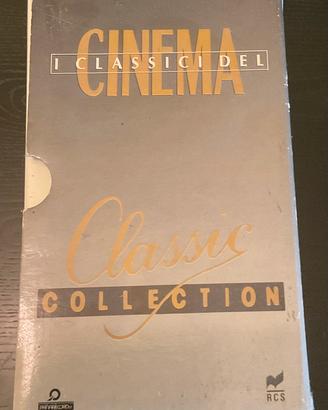 I CLASSICI DEL
CINEMA
Classic
COLLECTION
RCS